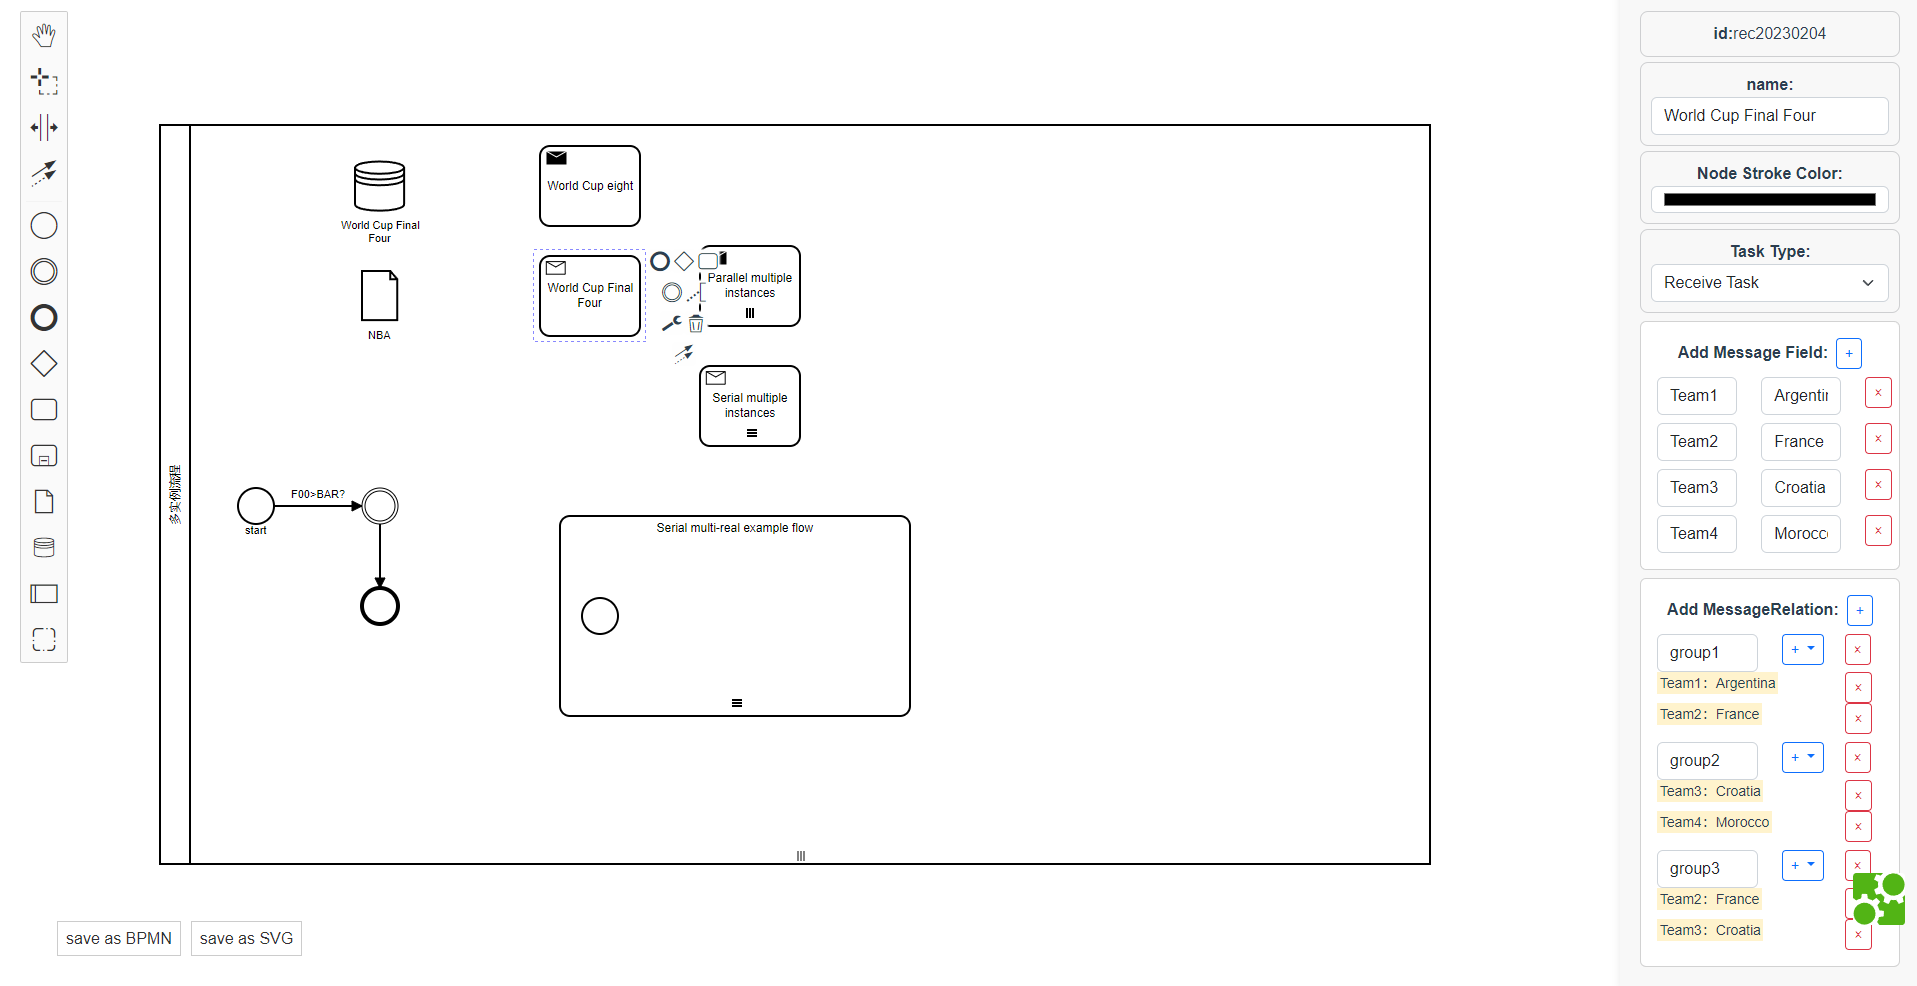 World Cup eight
World Cup Final
Four
World Cup Final
Four
Parallel multiple
instances
NBA
Serial multiple
instances
多实例流程
F00>BAR?
start
Serial multi-real example flow
save as BPMN
save as SVG
id:rec20230204
name:
World Cup Final Four
Node Stroke Color:
Task Type:
Receive Task
Add Message Field: +
Team1 Argentin x
Team2 France x
Team3 Croatia x
Team4 Morocc x
Add MessageRelation: +
group1 + x
Team1: Argentina x
Team2: France x
group2 + x
Team3: Croatia x
Team4: Morocco x
group3 + x
Team2: France
Team3: Croatia x